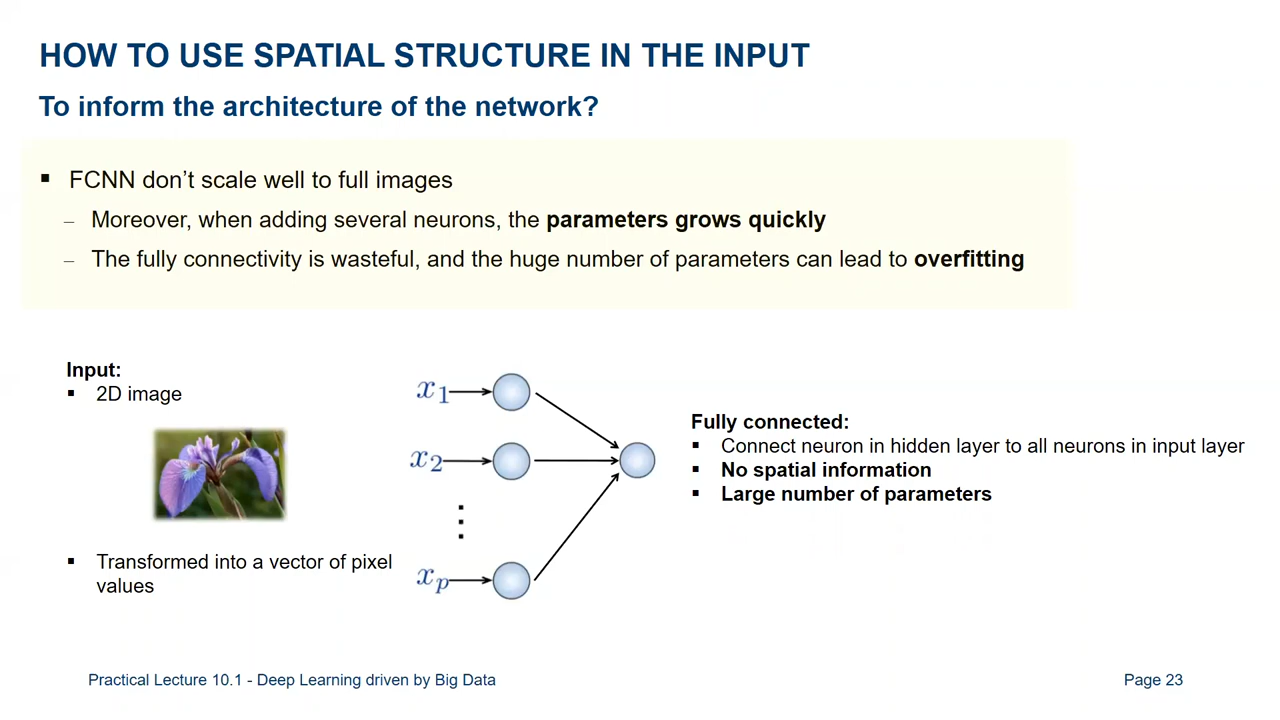 HOW TO USE SPATIAL STRUCTURE IN THE INPUT
To inform the architecture of the network?
▪ FCNN don’t scale well to full images
– Moreover, when adding several neurons, the parameters grows quickly
– The fully connectivity is wasteful, and the huge number of parameters can lead to overfitting
Input:
▪ 2D image
▪ Transformed into a vector of pixel
values
x1
x2
⋮
xp
Fully connected:
▪ Connect neuron in hidden layer to all neurons in input layer
▪ No spatial information
▪ Large number of parameters
Practical Lecture 10.1 - Deep Learning driven by Big Data
Page 23